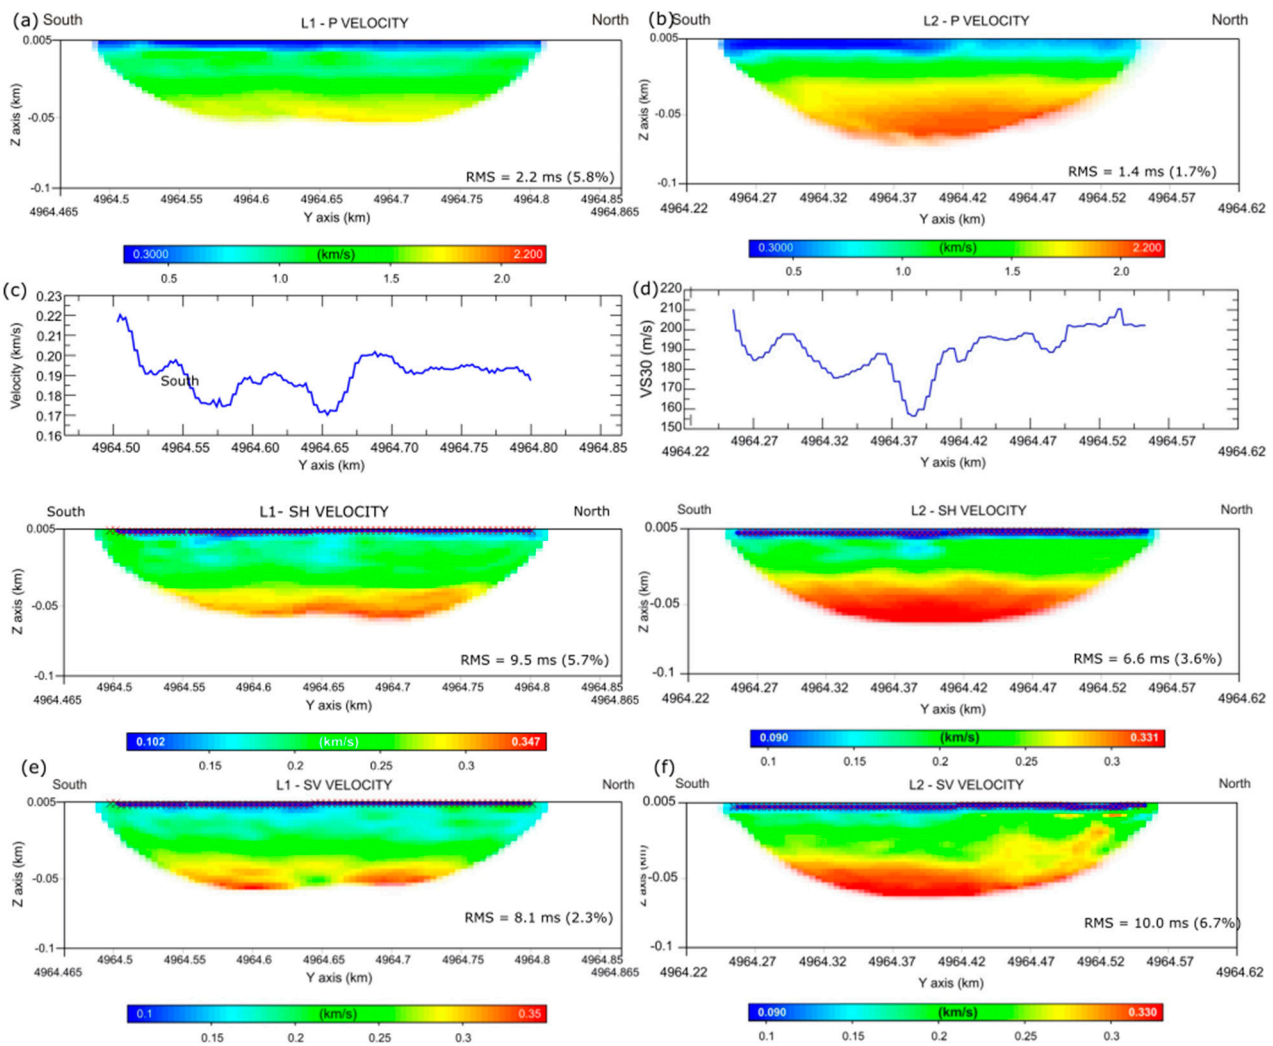 (a) South L1 - P VELOCITY North
0.005
Z axis (km)
-0.05
RMS = 2.2 ms (5.8%)
-0.1
4964.465 4964.5 4964.55 4964.6 4964.65 4964.7 4964.75 4964.8 4964.85 4964.865
Y axis (km)
0.3000 (km/s) 2.200
0.5 1.0 1.5 2.0
(b) South L2 - P VELOCITY North
0.005
Z axis (km)
-0.05
RMS = 1.4 ms (1.7%)
-0.1
4964.22 4964.27 4964.32 4964.37 4964.42 4964.47 4964.52 4964.57 4964.62
Y axis (km)
0.3000 (km/s) 2.200
0.5 1.0 1.5 2.0
(c)
0.23
0.22
0.21
0.20
0.19
0.18
0.17
0.16
Velocity (km/s)
South
4964.50 4964.55 4964.60 4964.65 4964.70 4964.75 4964.80 4964.85
Y axis (km)
(d)
220
210
200
190
180
170
160
150
VS30 (m/s)
4964.22 4964.27 4964.32 4964.37 4964.42 4964.47 4964.52 4964.57 4964.62
Y axis (km)
South L1- SH VELOCITY North
0.005
Z axis (km)
-0.05
RMS = 9.5 ms (5.7%)
-0.1
4964.465 4964.5 4964.55 4964.6 4964.65 4964.7 4964.75 4964.8 4964.85 4964.865
Y axis (km)
0.102 (km/s) 0.347
0.15 0.2 0.25 0.3
South L2 - SH VELOCITY North
0.005
Z axis (km)
-0.05
RMS = 6.6 ms (3.6%)
-0.1
4964.22 4964.27 4964.32 4964.37 4964.42 4964.47 4964.52 4964.57 4964.62
Y axis (km)
0.090 (km/s) 0.331
0.1 0.15 0.2 0.25 0.3
(e) South L1 - SV VELOCITY North
0.005
Z axis (km)
-0.05
RMS = 8.1 ms (2.3%)
-0.1
4964.465 4964.5 4964.55 4964.6 4964.65 4964.7 4964.75 4964.8 4964.85 4964.865
Y axis (km)
0.1 (km/s) 0.35
0.15 0.2 0.25 0.3
(f) South L2 - SV VELOCITY North
0.005
Z axis (km)
-0.05
RMS = 10.0 ms (6.7%)
-0.1
4964.22 4964.27 4964.32 4964.37 4964.42 4964.47 4964.52 4964.57 4964.62
Y axis (km)
0.090 (km/s) 0.330
0.1 0.15 0.2 0.25 0.3